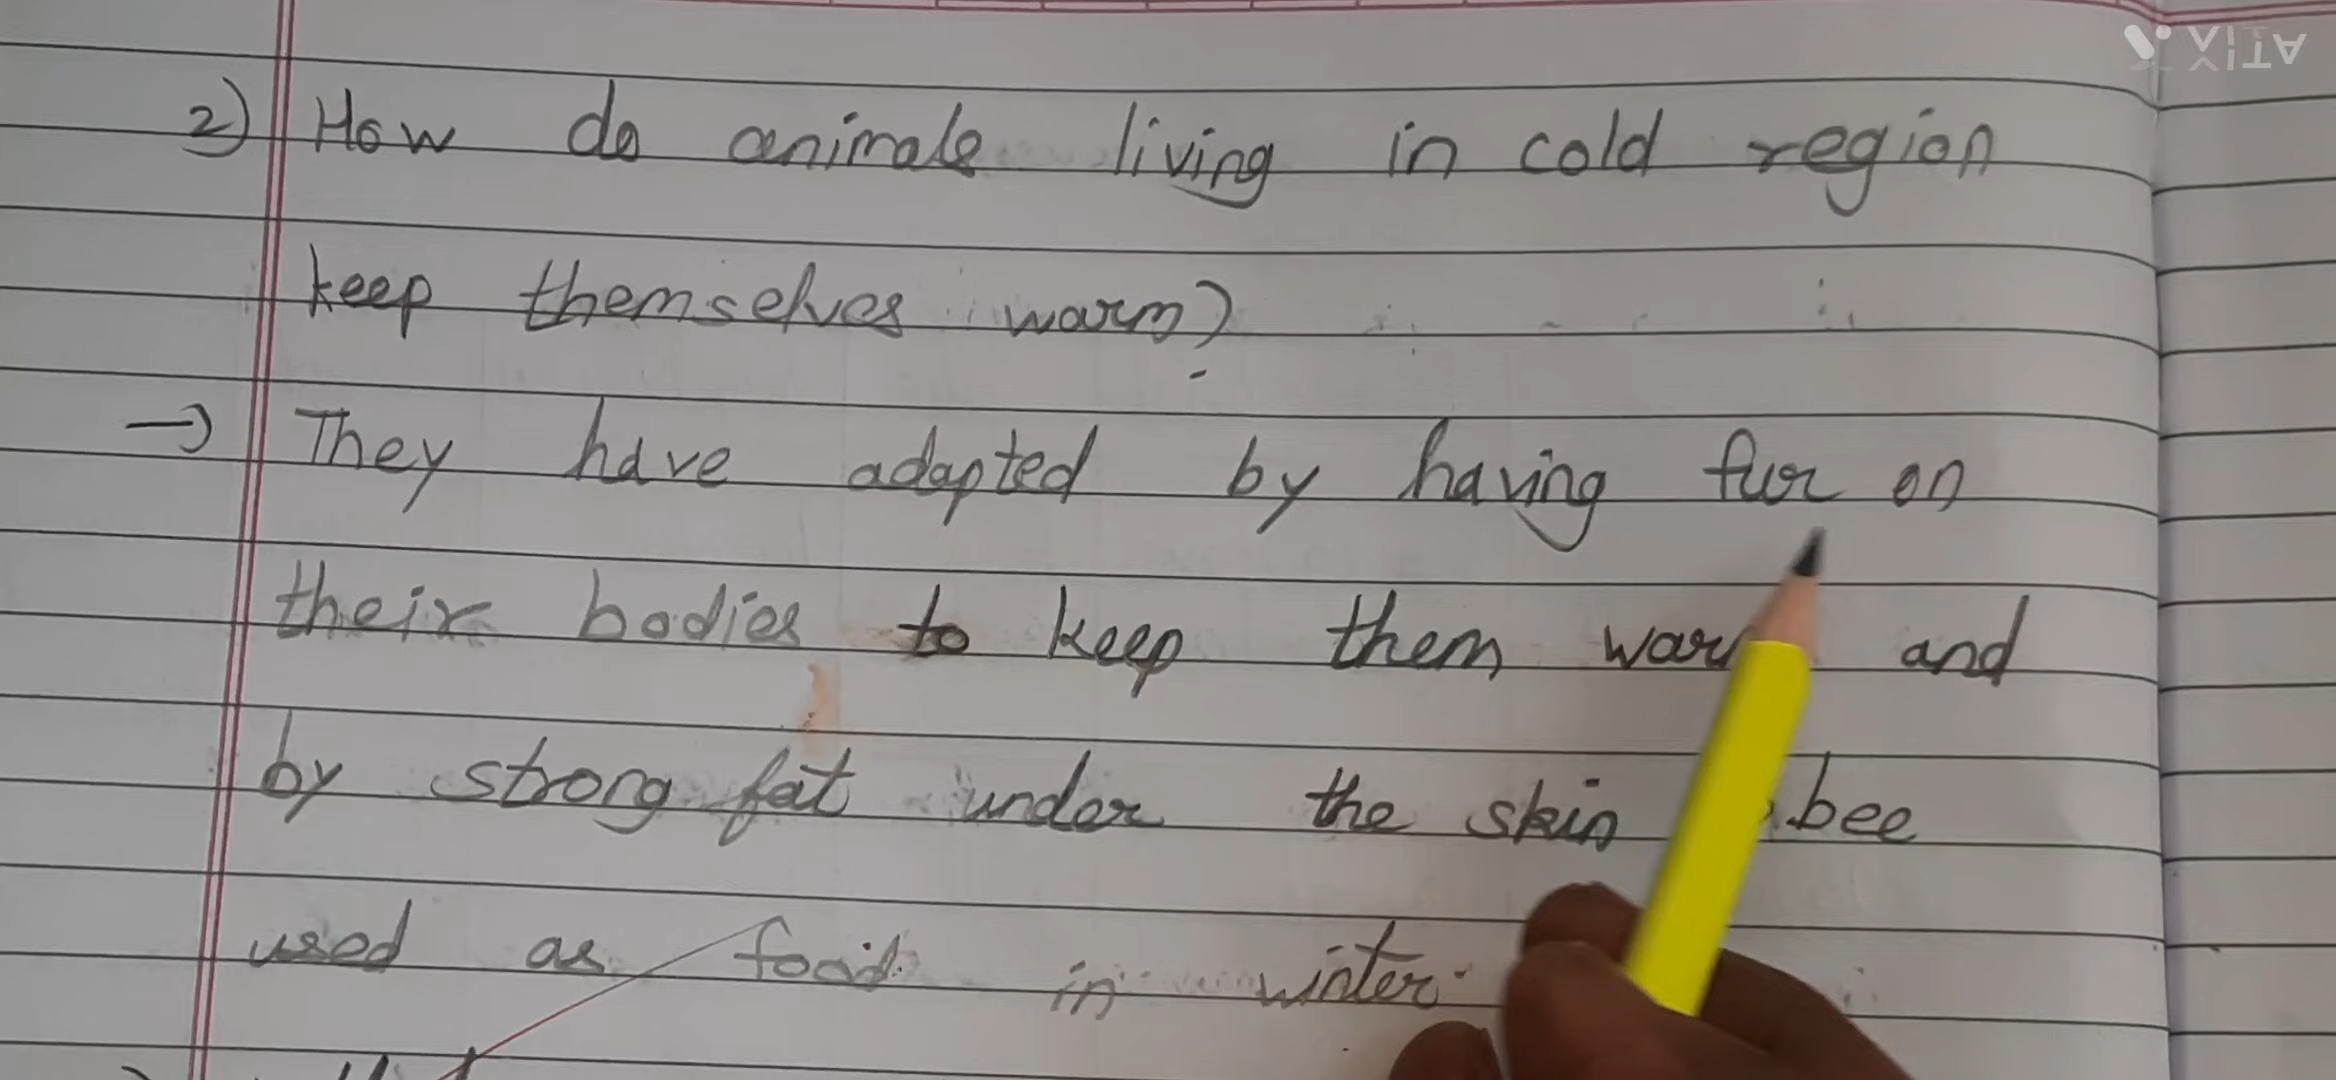 2) How do animals living in cold region
keep themselves warm?
→ They have adapted by having fur on
their bodies to keep them and
by strong fat under the skin bee
used as food in winter.